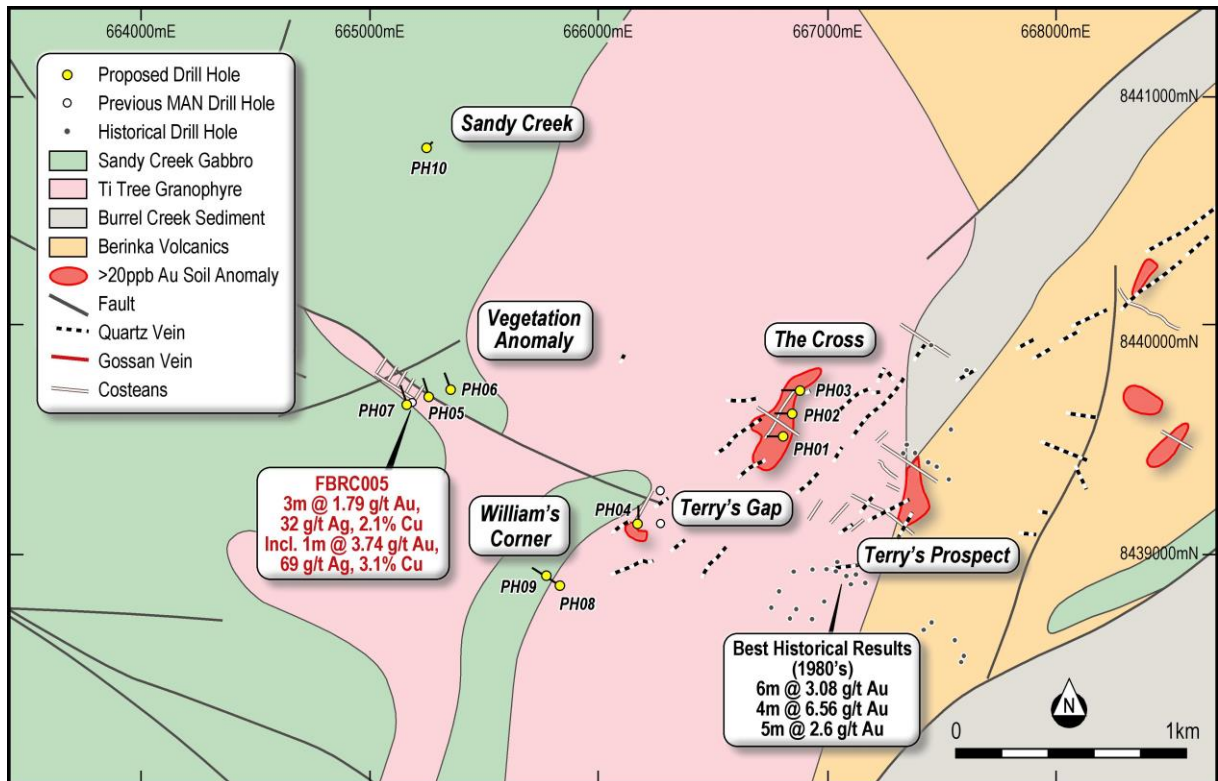 664000mE
665000mE
666000mE
667000mE
668000mE
8441000mN
8440000mN
8439000mN
Proposed Drill Hole
Previous MAN Drill Hole
Historical Drill Hole
Sandy Creek Gabbro
Ti Tree Granophyre
Burrel Creek Sediment
Berinka Volcanics
>20ppb Au Soil Anomaly
Fault
Quartz Vein
Gossan Vein
Costeans
Sandy Creek
PH10
Vegetation
Anomaly
The Cross
PH03
PH02
PH01
PH06
PH05
PH07
FBRC005
3m @ 1.79 g/t Au,
32 g/t Ag, 2.1% Cu
Incl. 1m @ 3.74 g/t Au,
69 g/t Ag, 3.1% Cu
William's
Corner
PH04
Terry's Gap
Terry's Prospect
PH09
PH08
Best Historical Results
(1980's)
6m @ 3.08 g/t Au
4m @ 6.56 g/t Au
5m @ 2.6 g/t Au
N
0
1km